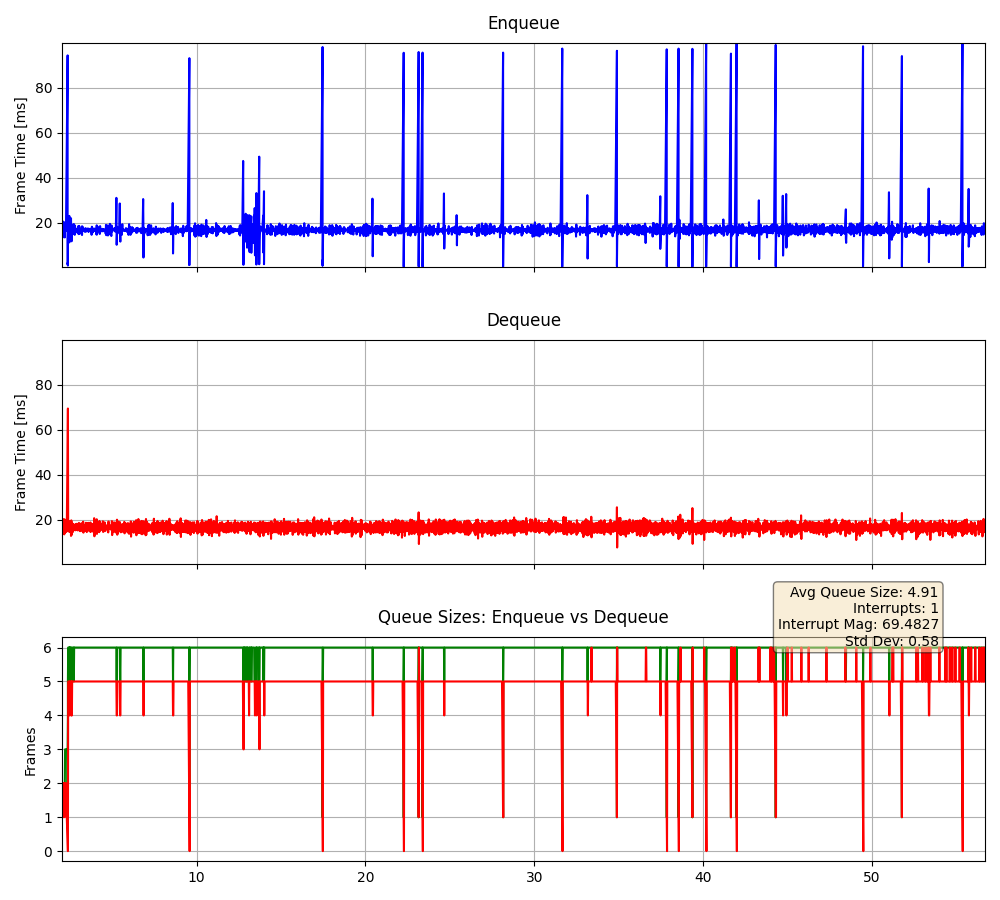 Enqueue
Frame Time [ms]
80
60
40
20
Dequeue
Frame Time [ms]
80
60
40
20
Avg Queue Size: 4.91
Interrupts: 1
Interrupt Mag: 69.4827
Std Dev: 0.58
Queue Sizes: Enqueue vs Dequeue
Frames
6
5
4
3
2
1
0
10 20 30 40 50